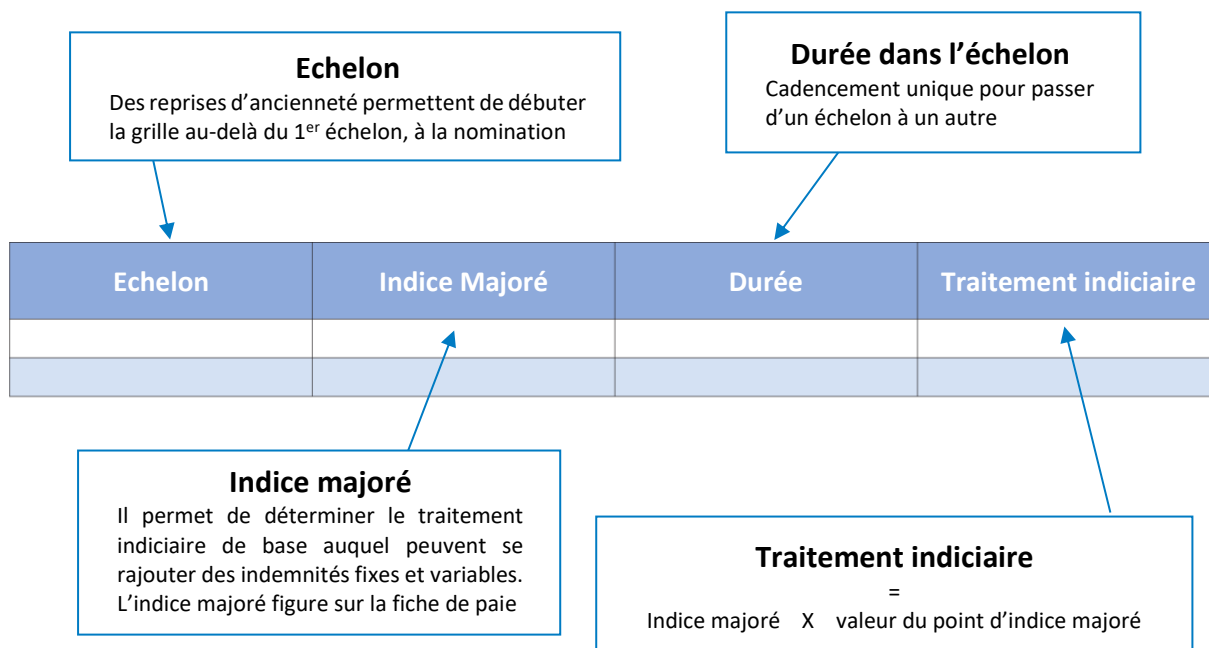 Echelon
Des reprises d’ancienneté permettent de débuter
la grille au-delà du 1er échelon, à la nomination
Durée dans l’échelon
Cadencement unique pour passer
d’un échelon à un autre
Echelon
Indice Majoré
Durée
Traitement indiciaire
Indice majoré
Il permet de déterminer le traitement
indiciaire de base auquel peuvent se
rajouter des indemnités fixes et variables.
L’indice majoré figure sur la fiche de paie
Traitement indiciaire
=
Indice majoré X valeur du point d’indice majoré